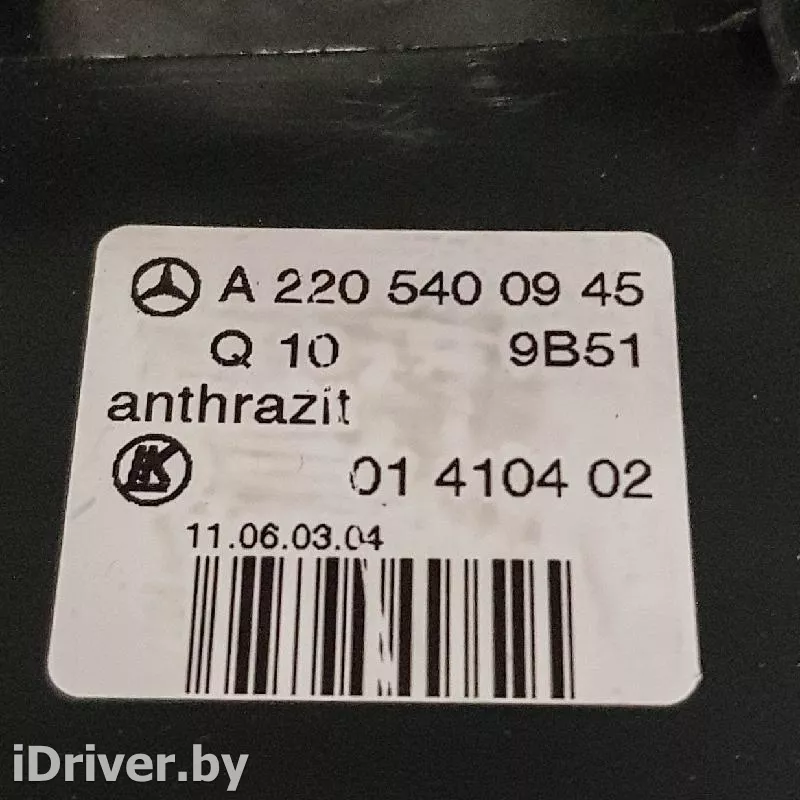 A 220 540 09 45
Q 10 9B51
anthrazit
01 4104 02
11.06.03.04
iDriver.by